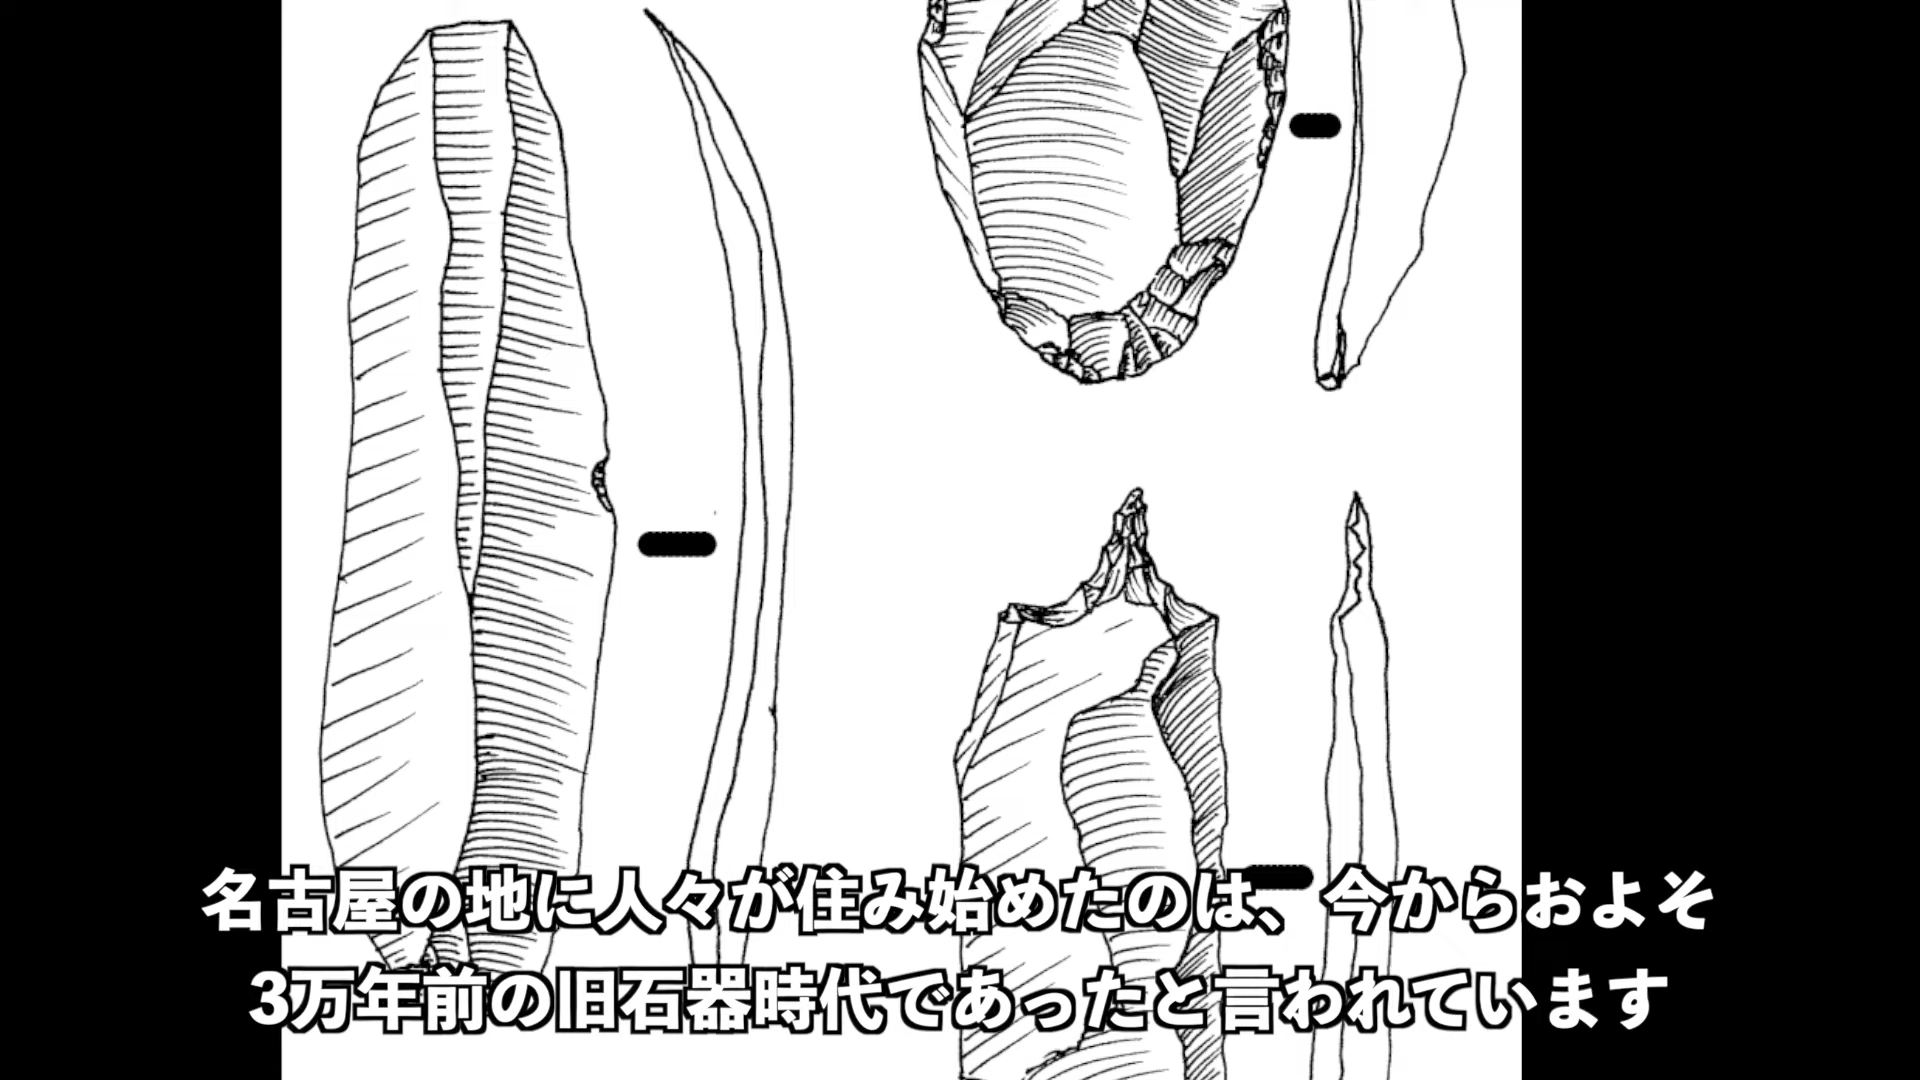 名古屋の地に人々が住み始めたのは、今からおよそ
3万年前の旧石器時代であったと言われています